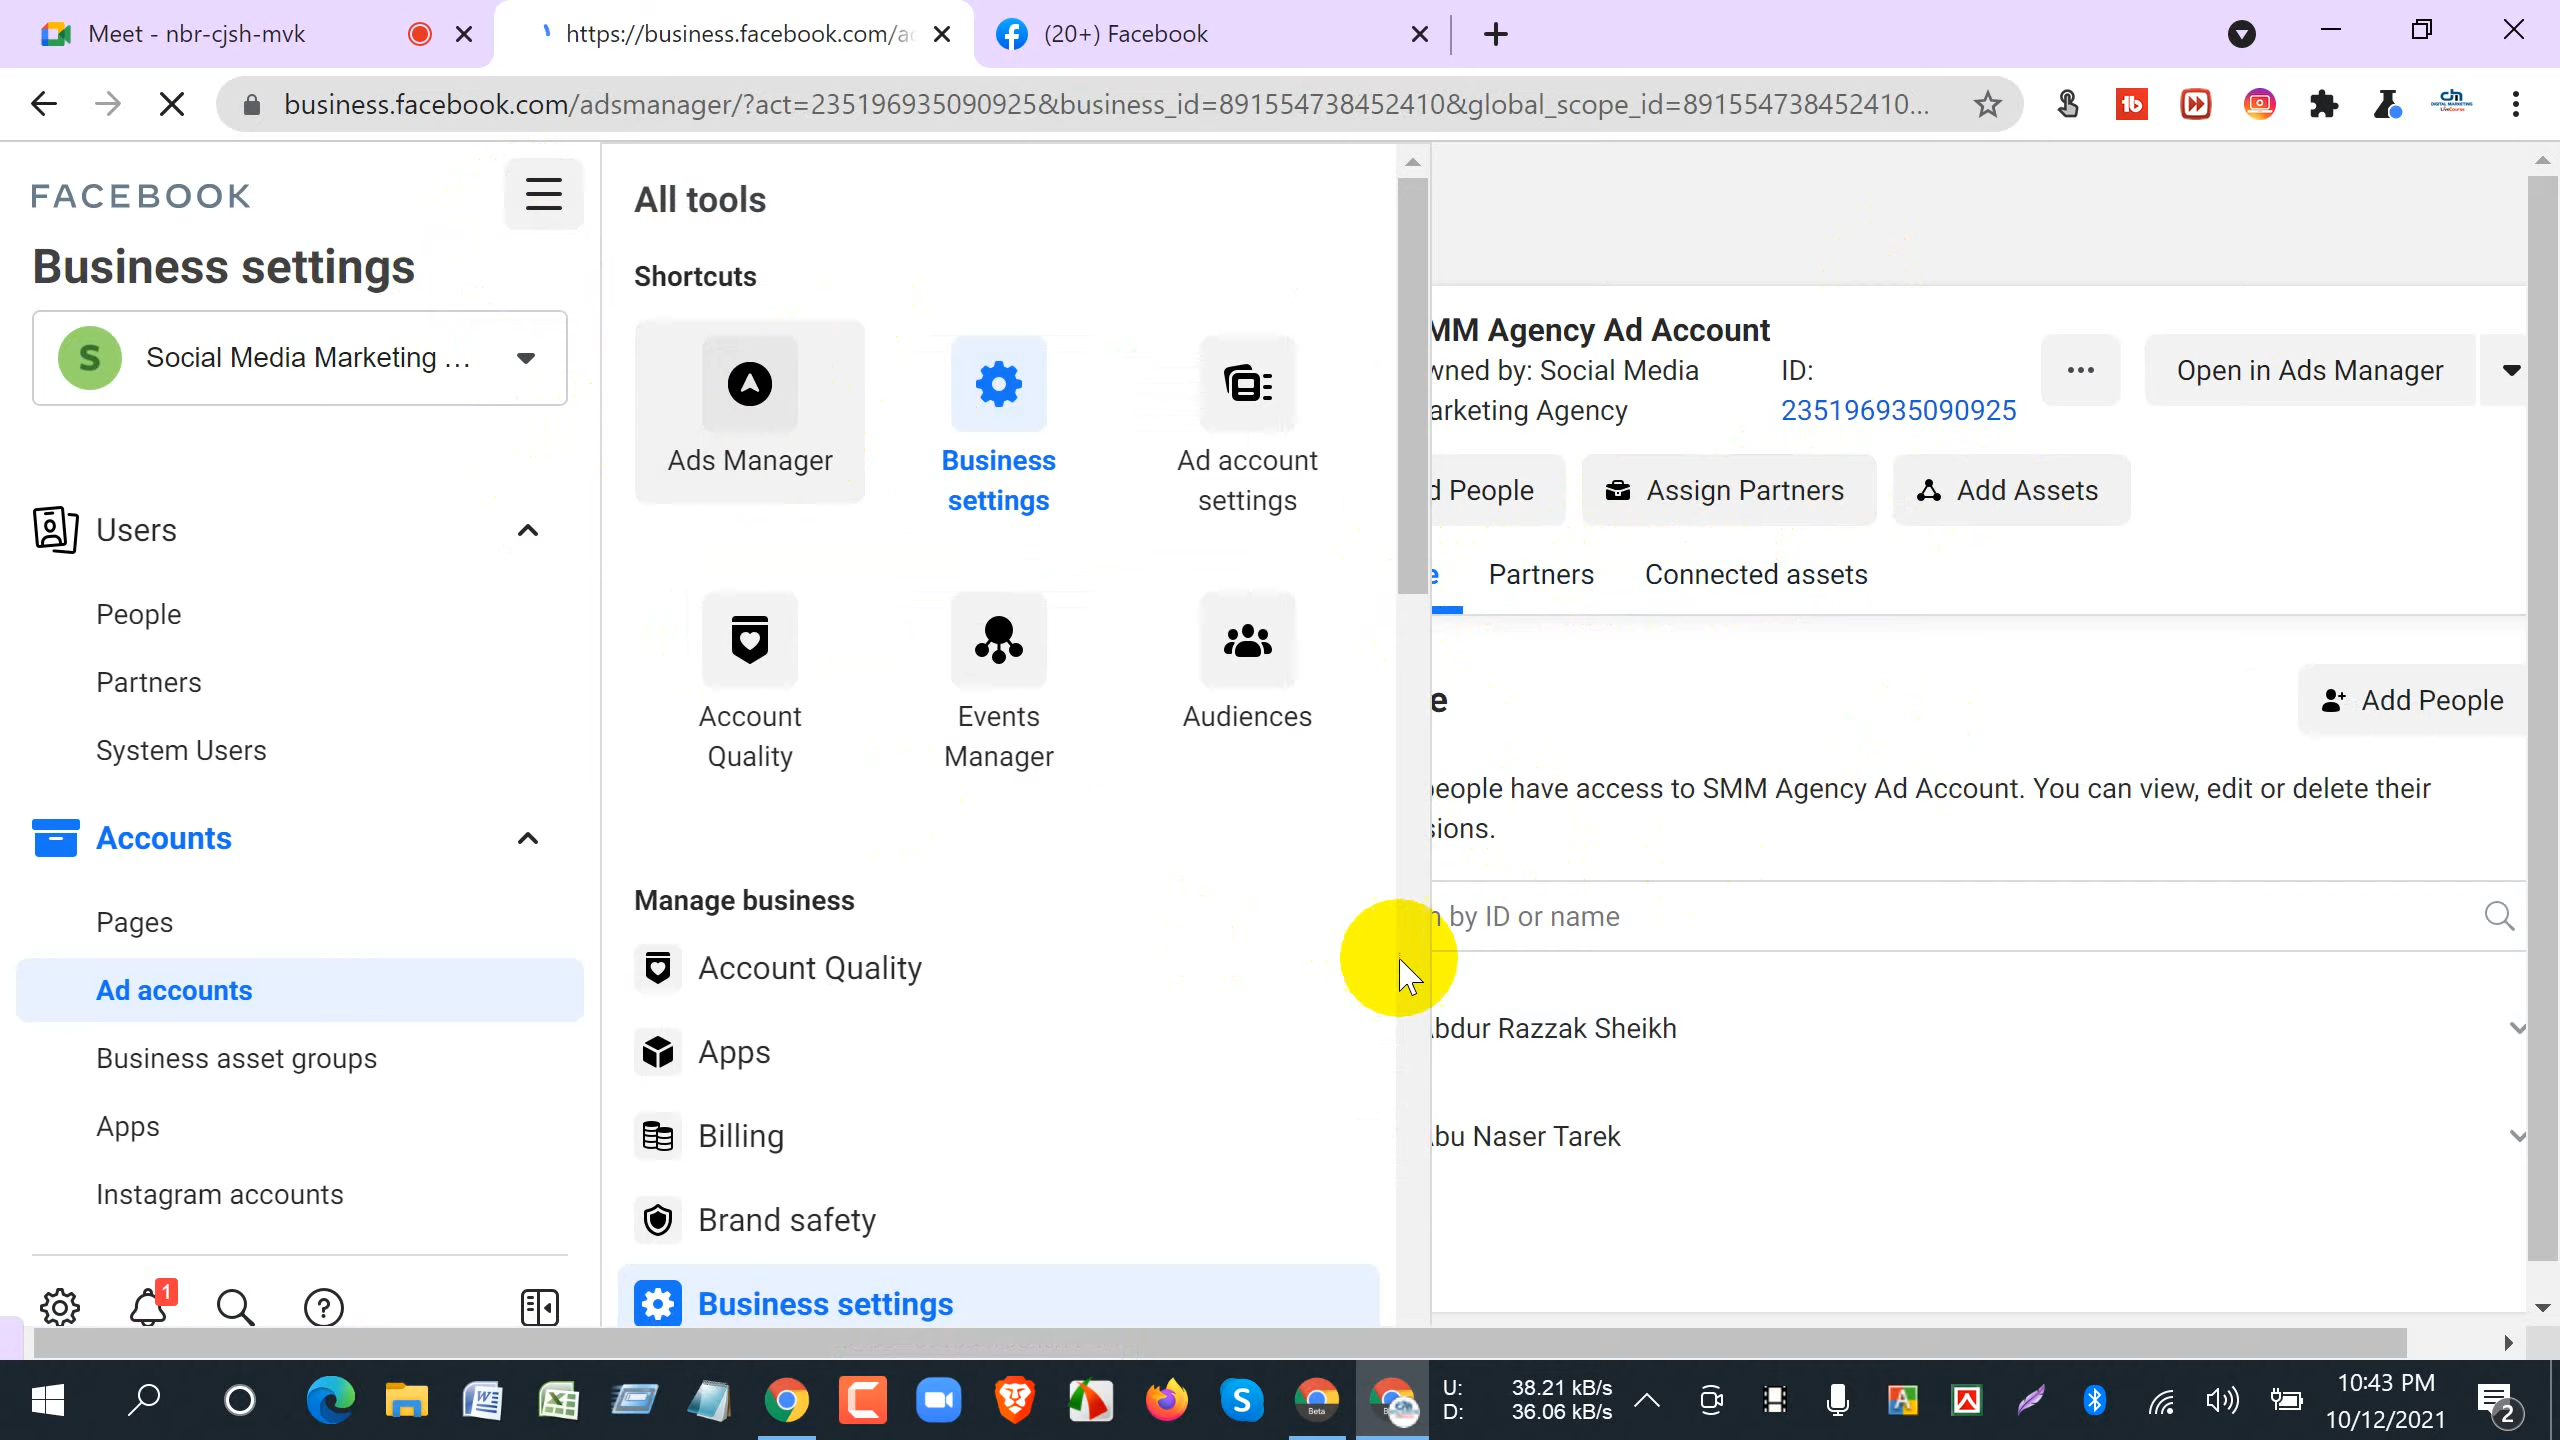 Meet - nbr-cjsh-mvk
https://business.facebook.com/a
(20+) Facebook
business.facebook.com/adsmanager/?act=235196935090925&business_id=891554738452410&global_scope_id=891554738452410...
FACEBOOK
Business settings
S
Social Media Marketing ...
Users
People
Partners
System Users
Accounts
Pages
Ad accounts
Business asset groups
Apps
Instagram accounts
1
All tools
Shortcuts
Ads Manager
Business
settings
Ad account
settings
Account
Quality
Events
Manager
Audiences
Manage business
Account Quality
Apps
Billing
Brand safety
Business settings
MM Agency Ad Account
wned by: Social Media
arketing Agency
ID:
235196935090925
Open in Ads Manager
d People
Assign Partners
Add Assets
e
Partners
Connected assets
e
Add People
people have access to SMM Agency Ad Account. You can view, edit or delete their
sions.
h by ID or name
Abdur Razzak Sheikh
Abu Naser Tarek
U:
D:
38.21 kB/s
36.06 kB/s
10:43 PM
10/12/2021
2